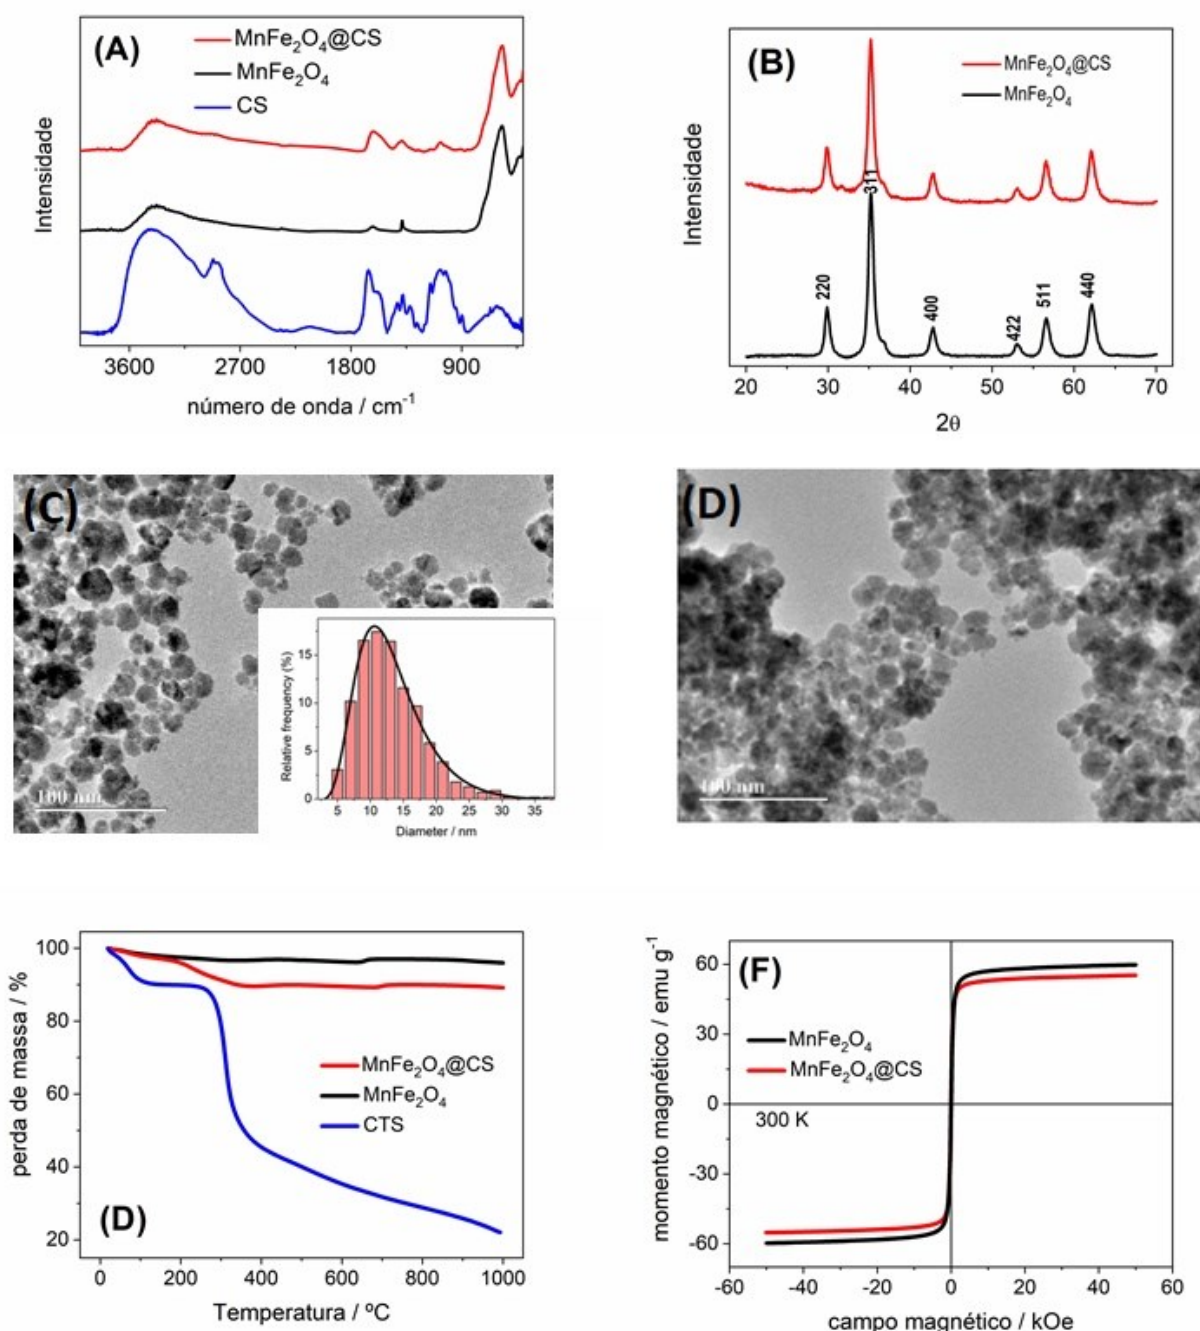 (A)
MnFe₂O₄@CS
MnFe₂O₄
CS
Intensidade
3600 2700 1800 900
número de onda / cm⁻¹
(B)
MnFe₂O₄@CS
MnFe₂O₄
Intensidade
220
311
400
422
511
440
20 30 40 50 60 70
2θ
(C)
100 nm
Relative frequency (%)
15
10
5
0
5 10 15 20 25 30 35
Diameter / nm
(D)
100 nm
perda de massa / %
100
80
60
40
20
MnFe₂O₄@CS
MnFe₂O₄
CTS
(D)
0 200 400 600 800 1000
Temperatura / ºC
momento magnético / emu g⁻¹
60
30
0
-30
-60
(F)
MnFe₂O₄
MnFe₂O₄@CS
300 K
-60 -40 -20 0 20 40 60
campo magnético / kOe